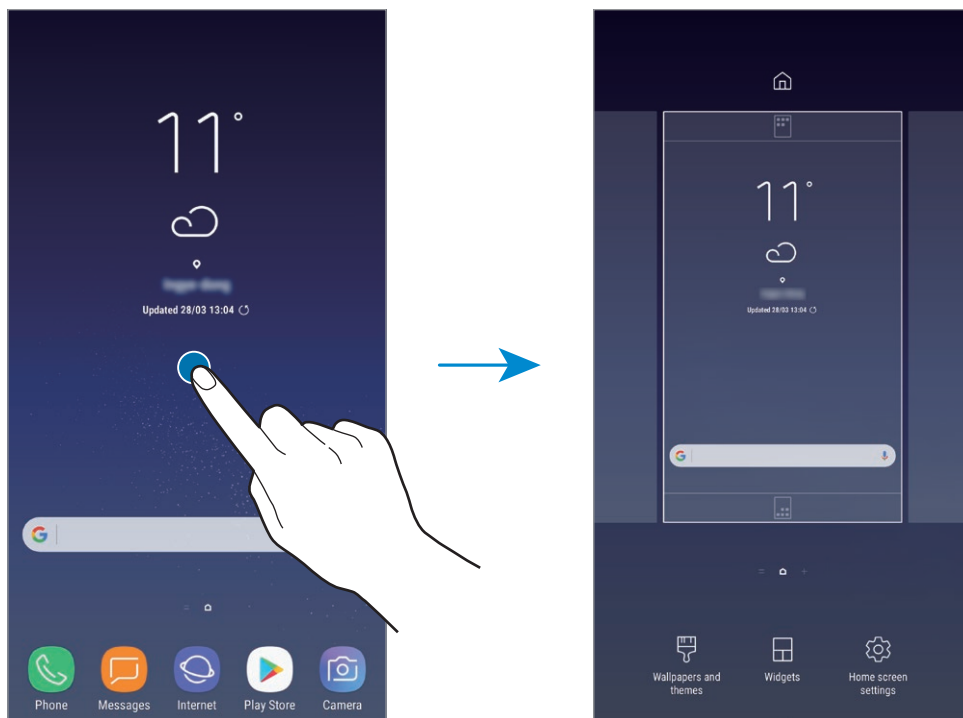 11°
Updated 28/03 13:04
G
Phone
Messages
Internet
Play Store
Camera
11°
Updated 28/03 13:04
G
Wallpapers and
themes
Widgets
Home screen
settings